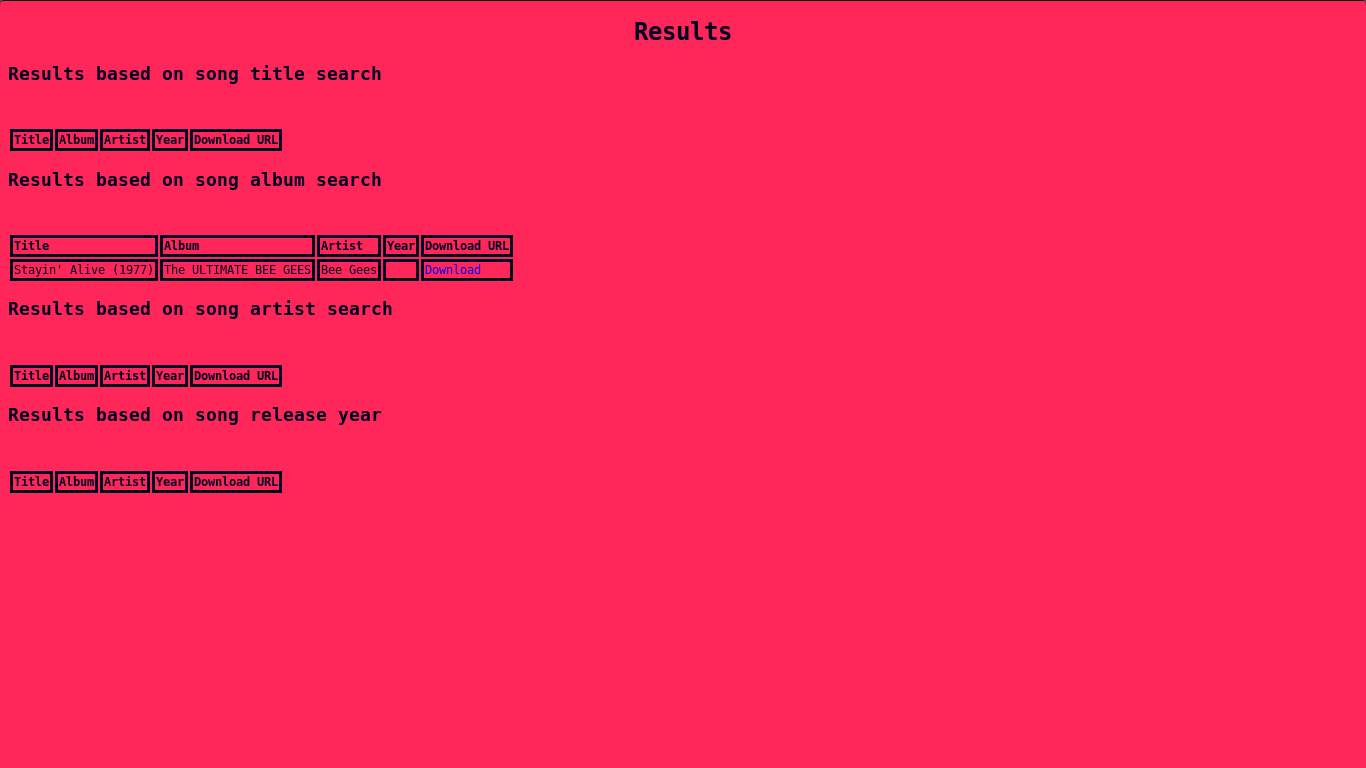 Results
Results based on song title search
Title Album Artist Year Download URL
Results based on song album search
Title Album Artist Year Download URL
Stayin' Alive (1977) The ULTIMATE BEE GEES Bee Gees Download
Results based on song artist search
Title Album Artist Year Download URL
Results based on song release year
Title Album Artist Year Download URL